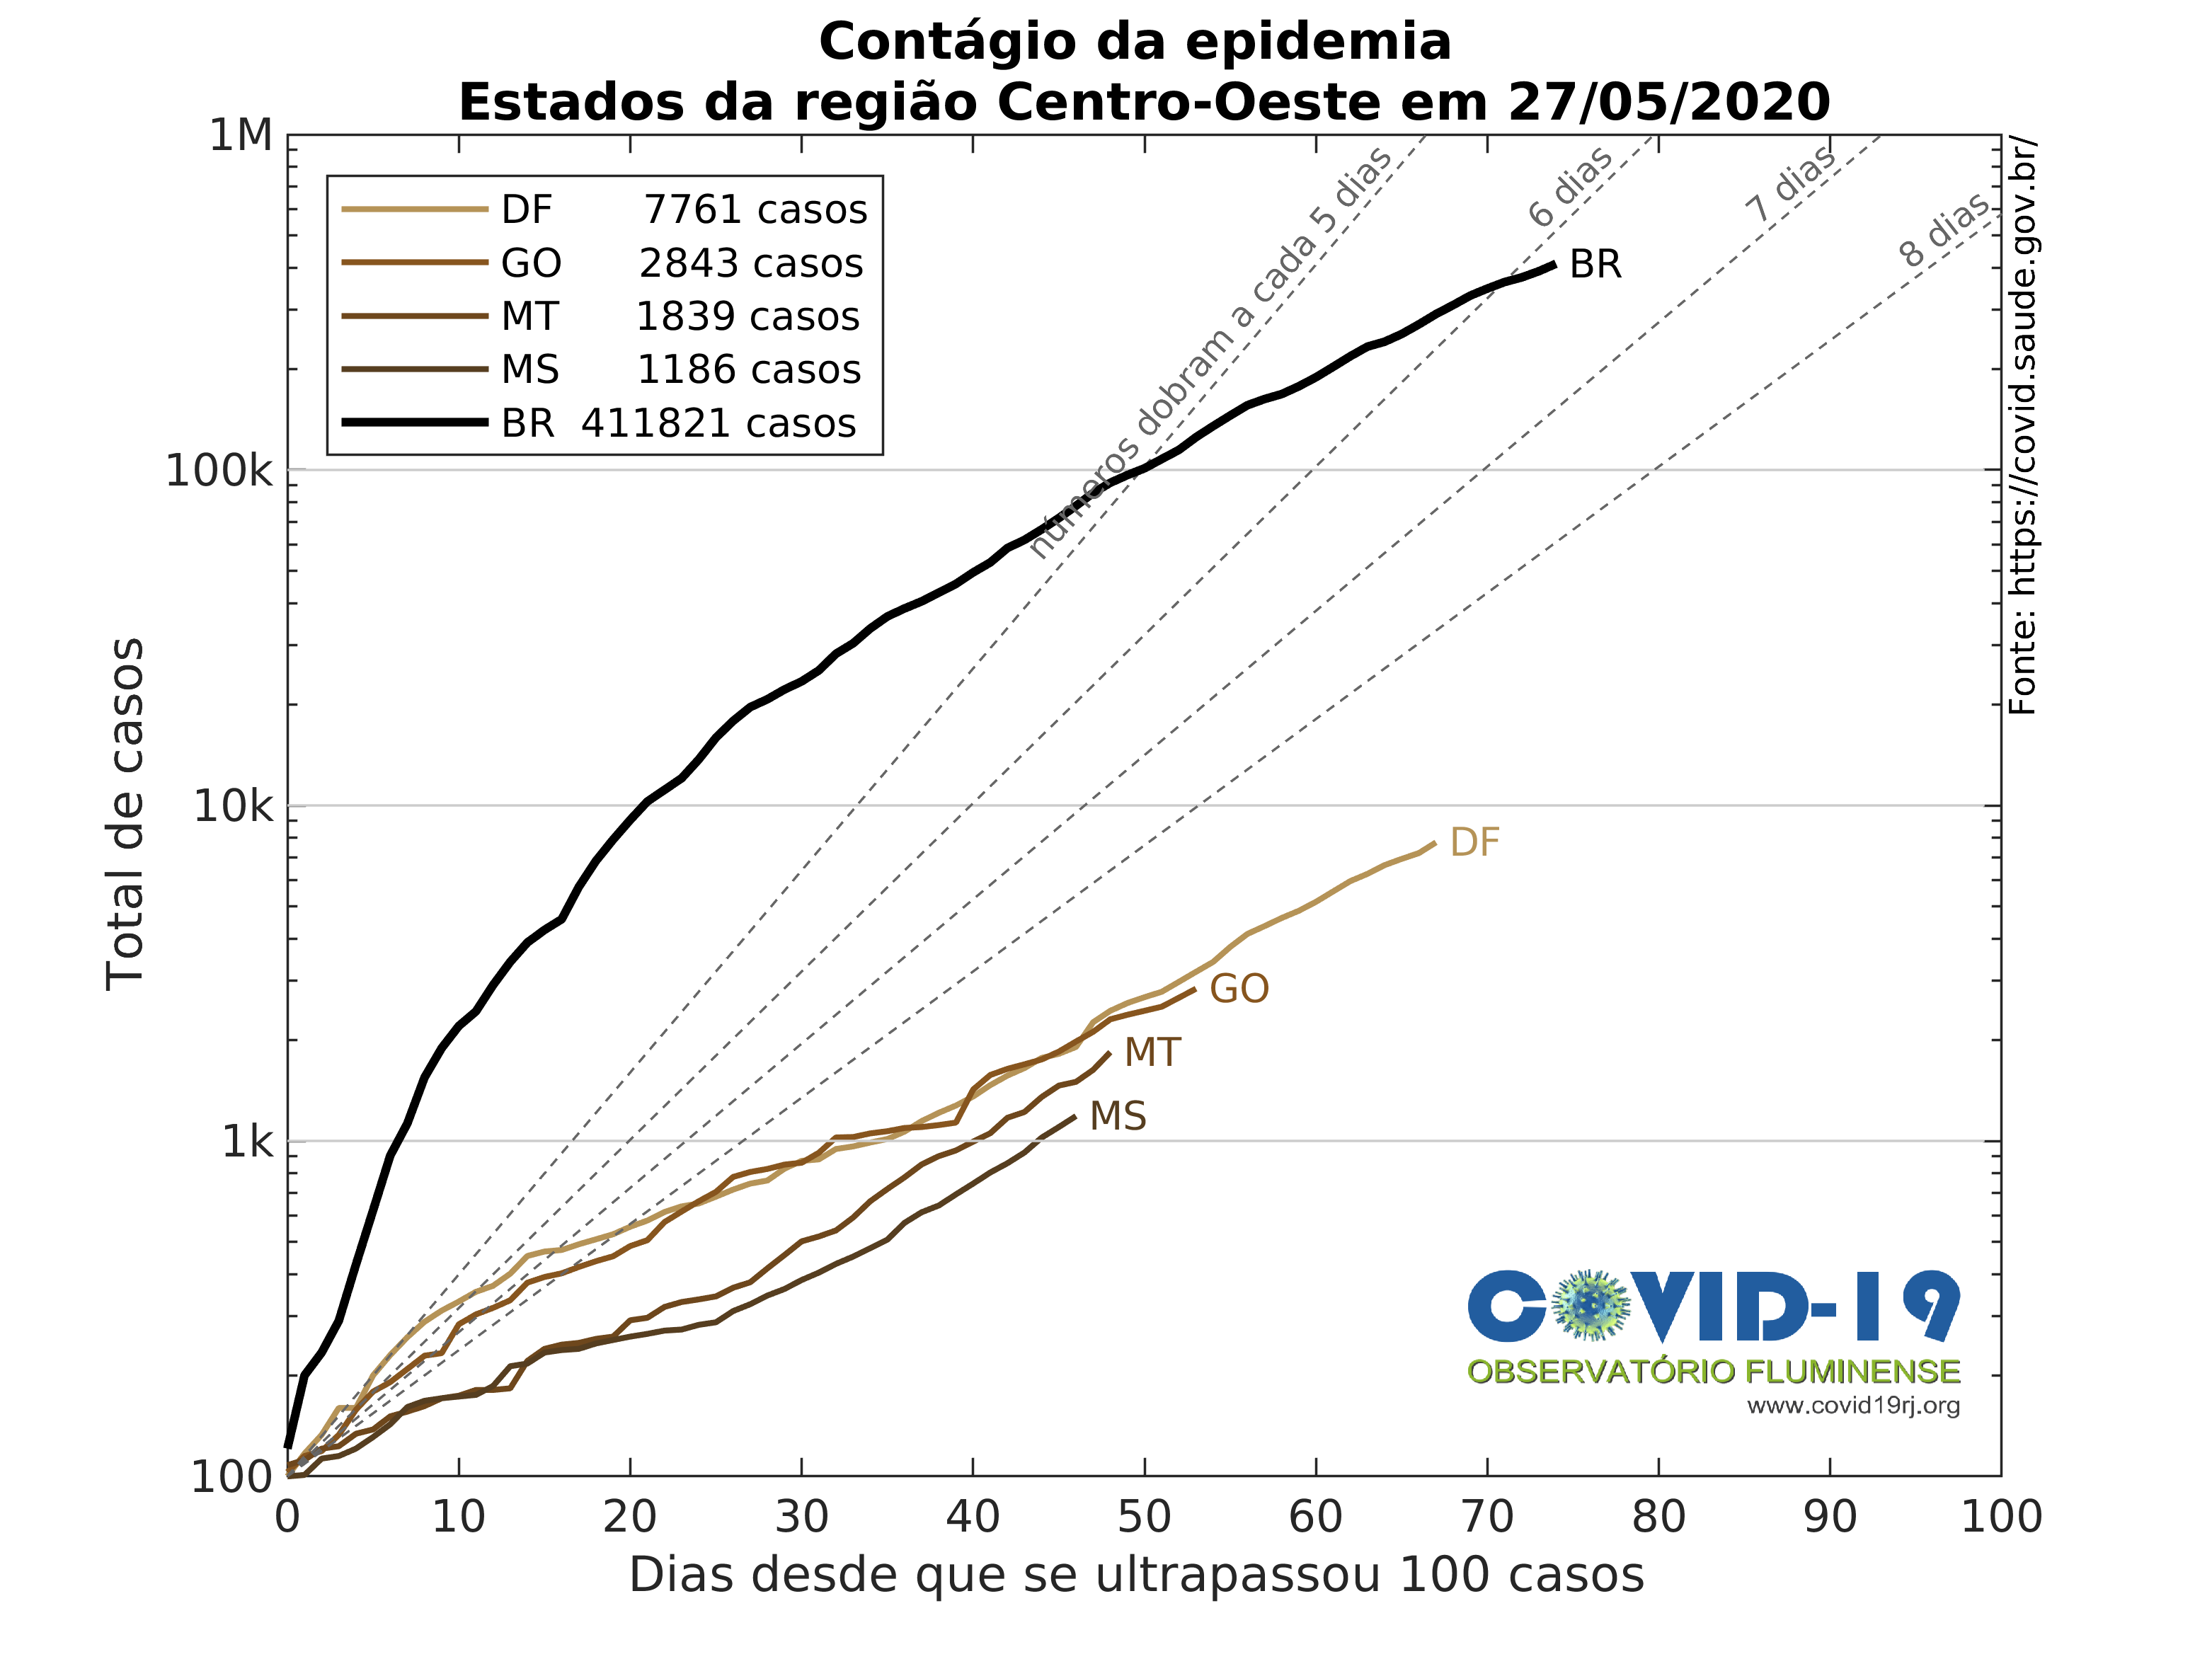 Contágio da epidemia
Estados da região Centro-Oeste em 27/05/2020
1M
100k
10k
1k
100
Total de casos
DF 7761 casos
GO 2843 casos
MT 1839 casos
MS 1186 casos
BR 411821 casos
números dobram a cada 5 dias
6 dias
7 dias
8 dias
BR
DF
GO
MT
MS
Fonte: https://covid.saude.gov.br/
COVID-19
OBSERVATÓRIO FLUMINENSE
www.covid19rj.org
0 10 20 30 40 50 60 70 80 90 100
Dias desde que se ultrapassou 100 casos